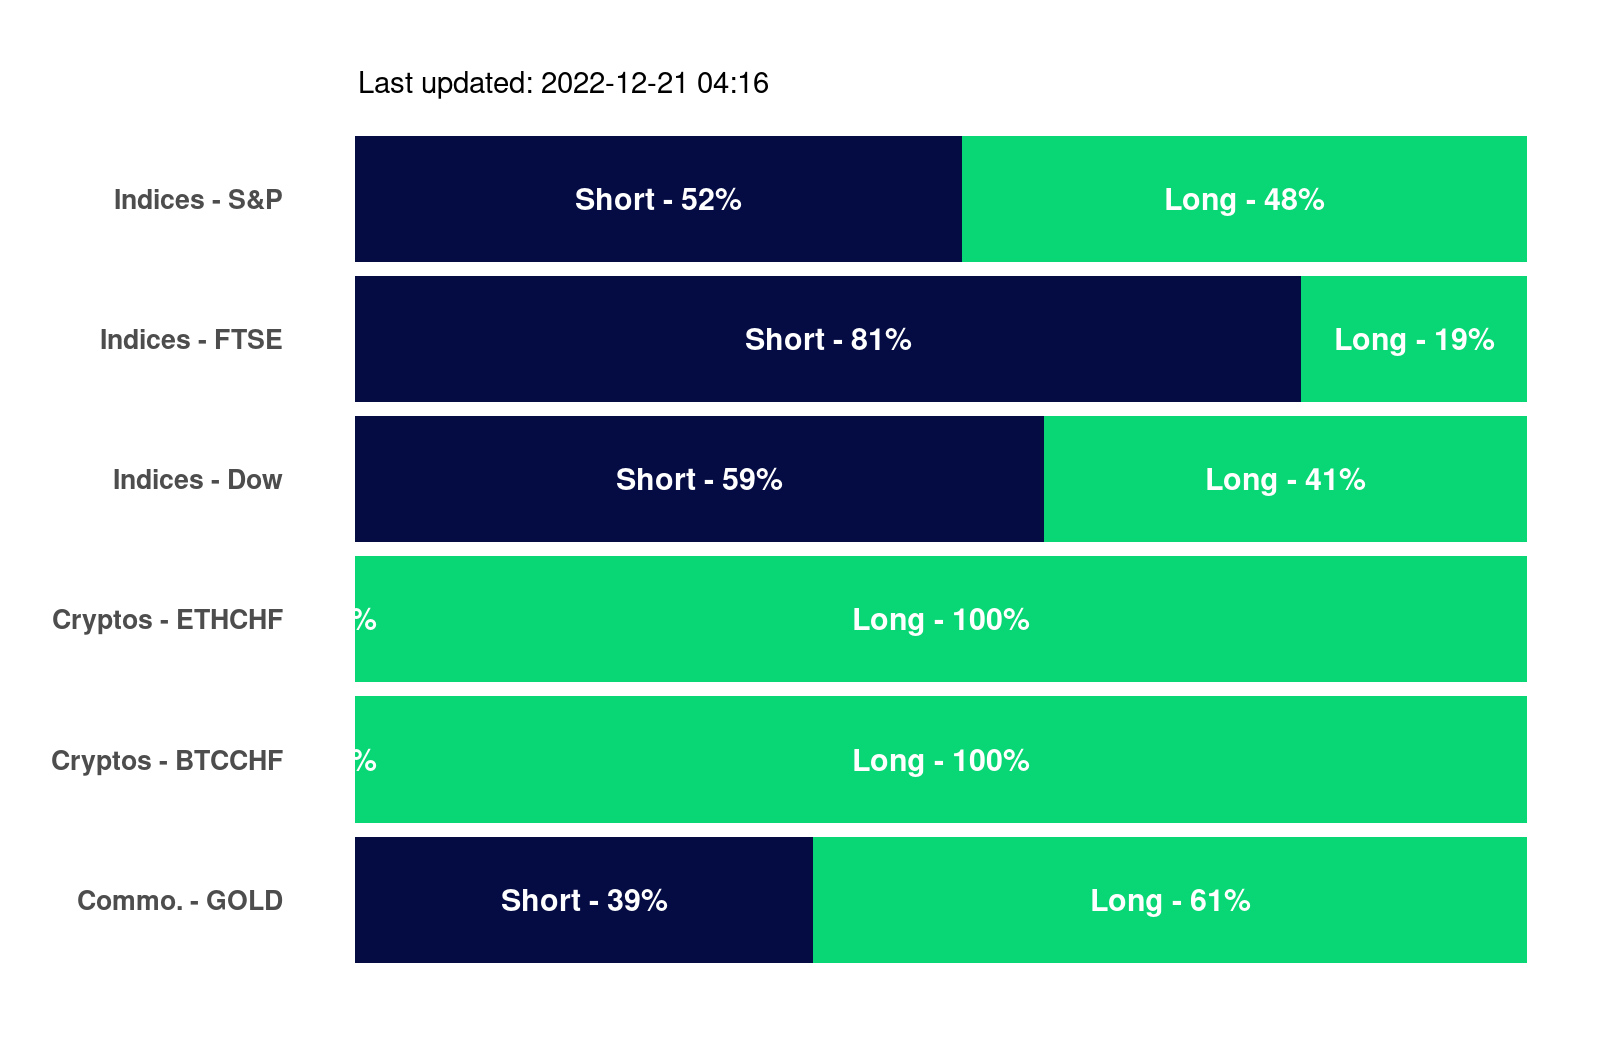 Last updated: 2022-12-21 04:16
Indices - S&P Short - 52% Long - 48%
Indices - FTSE Short - 81% Long - 19%
Indices - Dow Short - 59% Long - 41%
Cryptos - ETHCHF % Long - 100%
Cryptos - BTCCHF % Long - 100%
Commo. - GOLD Short - 39% Long - 61%